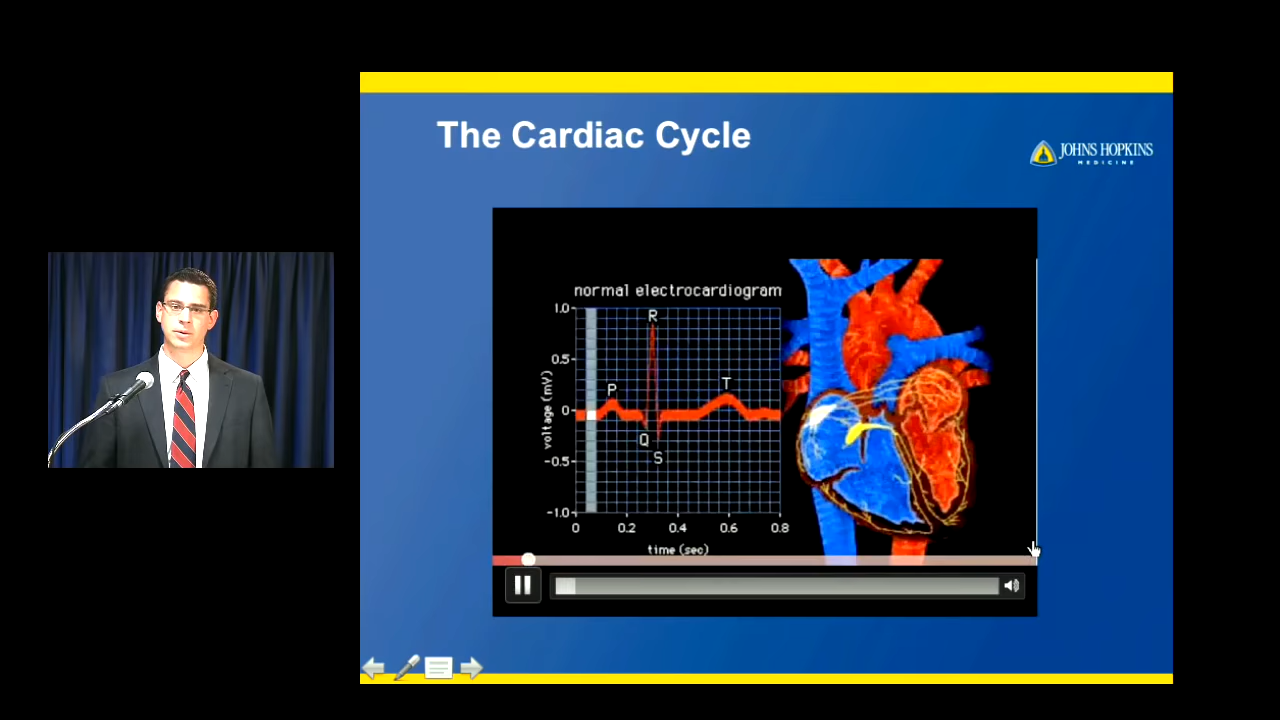 The Cardiac Cycle
JOHNS HOPKINS
MEDICINE
normal electrocardiogram
1.0
0.5
0
-0.5
-1.0
voltage (mV)
P
Q
R
S
T
0 0.2 0.4 0.6 0.8
time (sec)